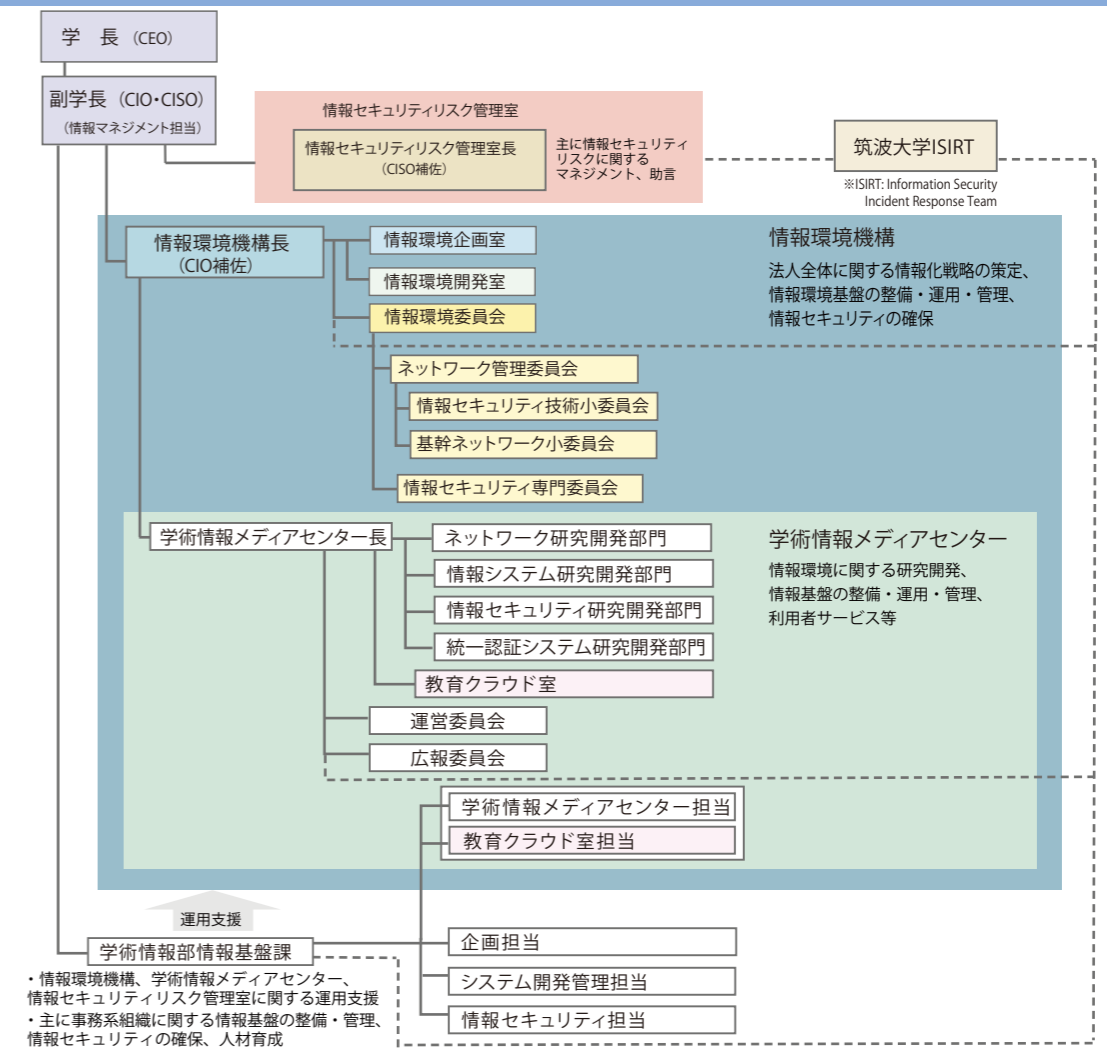 学　長（CEO）
副学長（CIO・CISO）
（情報マネジメント担当）
情報セキュリティリスク管理室
情報セキュリティリスク管理室長
（CISO補佐）
主に情報セキュリティ
リスクに関する
マネジメント、助言
筑波大学ISIRT
※ISIRT: Information Security
Incident Response Team
情報環境機構長
（CIO補佐）
情報環境企画室
情報環境開発室
情報環境委員会
ネットワーク管理委員会
情報セキュリティ技術小委員会
基幹ネットワーク小委員会
情報セキュリティ専門委員会
情報環境機構
法人全体に関する情報化戦略の策定、
情報環境基盤の整備・運用・管理、
情報セキュリティの確保
学術情報メディアセンター長
ネットワーク研究開発部門
情報システム研究開発部門
情報セキュリティ研究開発部門
統一認証システム研究開発部門
教育クラウド室
運営委員会
広報委員会
学術情報メディアセンター
情報環境に関する研究開発、
情報基盤の整備・運用・管理、
利用者サービス等
学術情報メディアセンター担当
教育クラウド室担当
運用支援
学術情報部情報基盤課
・情報環境機構、学術情報メディアセンター、
情報セキュリティリスク管理室に関する運用支援
・主に事務系組織に関する情報基盤の整備・管理、
情報セキュリティの確保、人材育成
企画担当
システム開発管理担当
情報セキュリティ担当